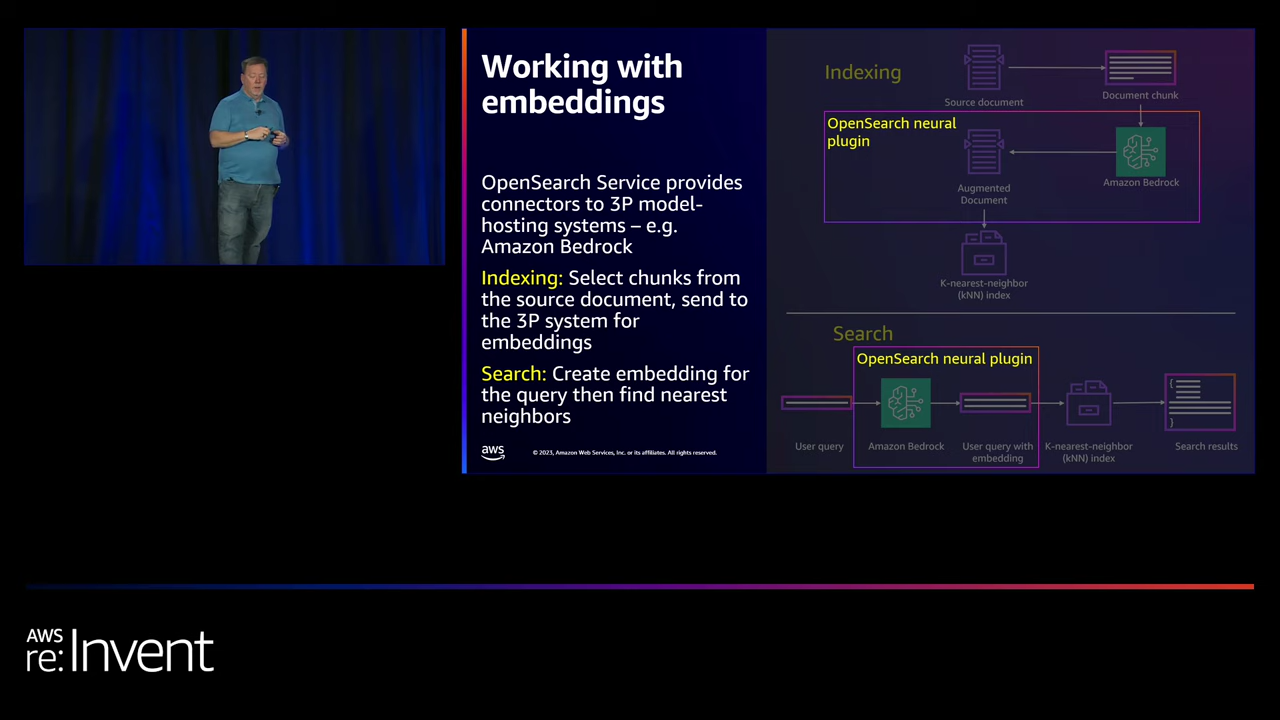 Working with
embeddings
OpenSearch Service provides
connectors to 3P model-
hosting systems – e.g.
Amazon Bedrock
Indexing: Select chunks from
the source document, send to
the 3P system for
embeddings
Search: Create embedding for
the query then find nearest
neighbors
aws
© 2023, Amazon Web Services, Inc. or its affiliates. All rights reserved.
Indexing
Source document
Document chunk
OpenSearch neural
plugin
Augmented
Document
Amazon Bedrock
K-nearest-neighbor
(kNN) index
Search
OpenSearch neural plugin
User query
Amazon Bedrock
User query with
embedding
K-nearest-neighbor
(kNN) index
{
}
Search results
AWS
re:Invent